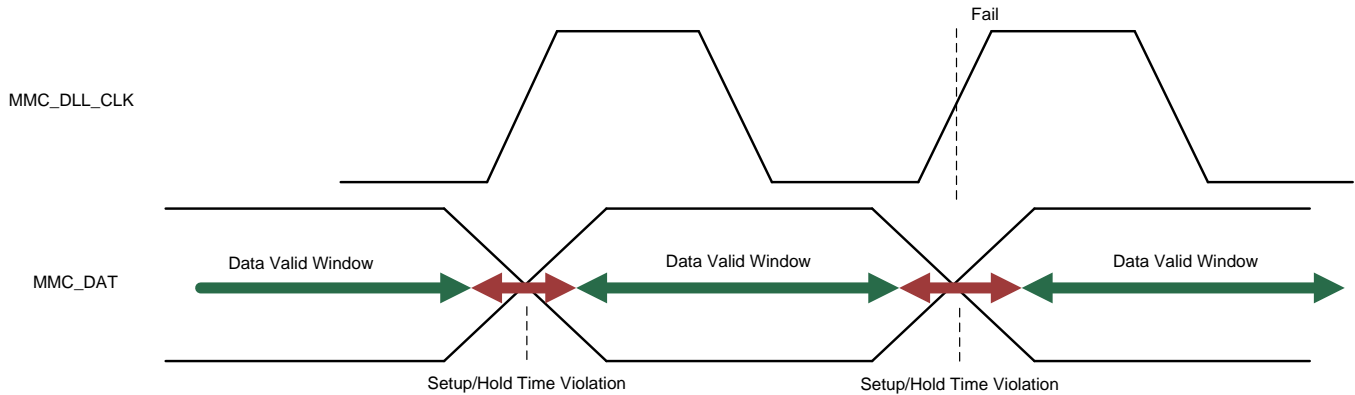 Fail
MMC_DLL_CLK
Data Valid Window
Data Valid Window
Data Valid Window
MMC_DAT
Setup/Hold Time Violation
Setup/Hold Time Violation